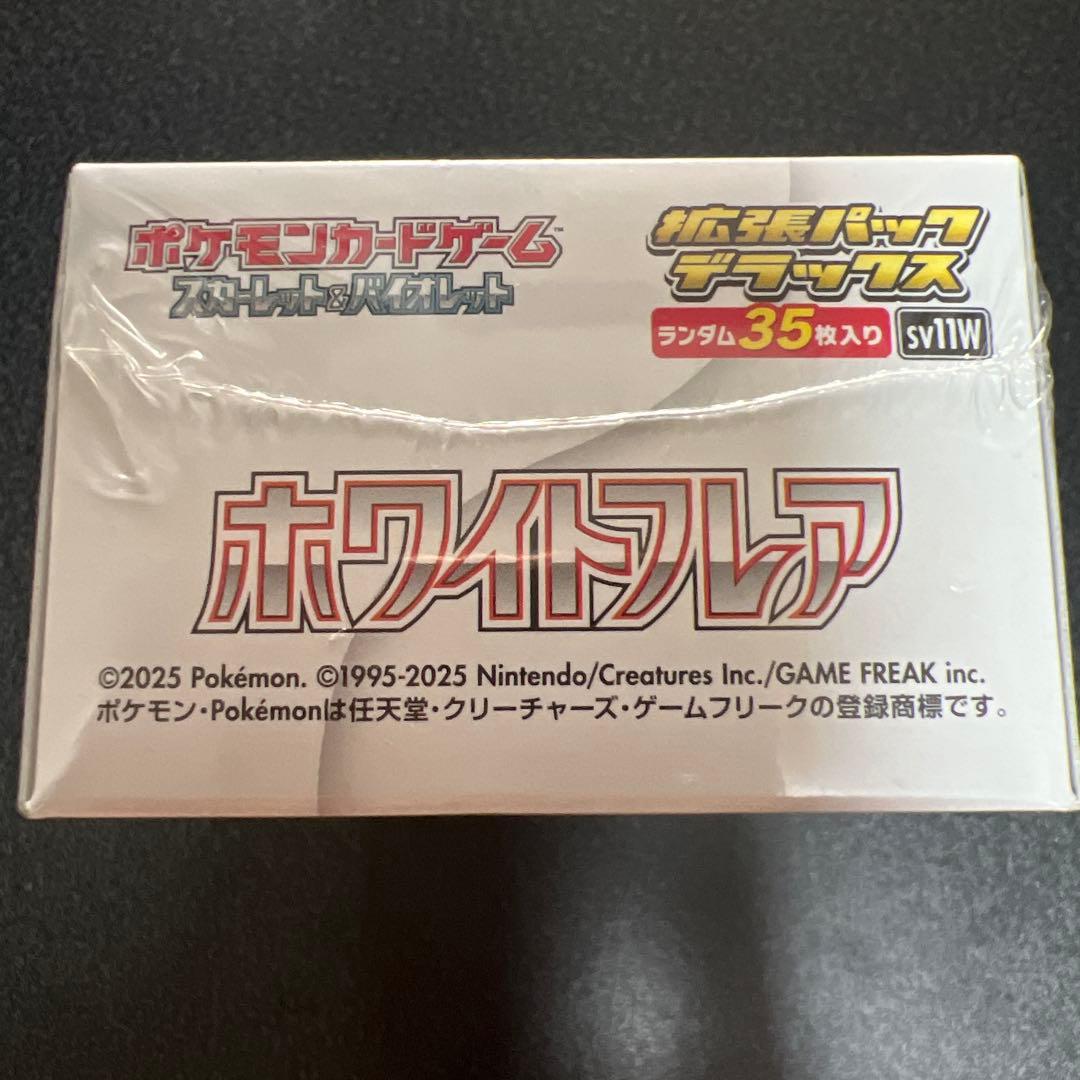 ポケモンカードゲーム™
スカーレット&バイオレット
拡張パック
デラックス
ランダム35枚入り
sv11W
ホワイトフレア
©2025 Pokémon. ©1995-2025 Nintendo/Creatures Inc./GAME FREAK inc.
ポケモン・Pokémonは任天堂・クリーチャーズ・ゲームフリークの登録商標です。